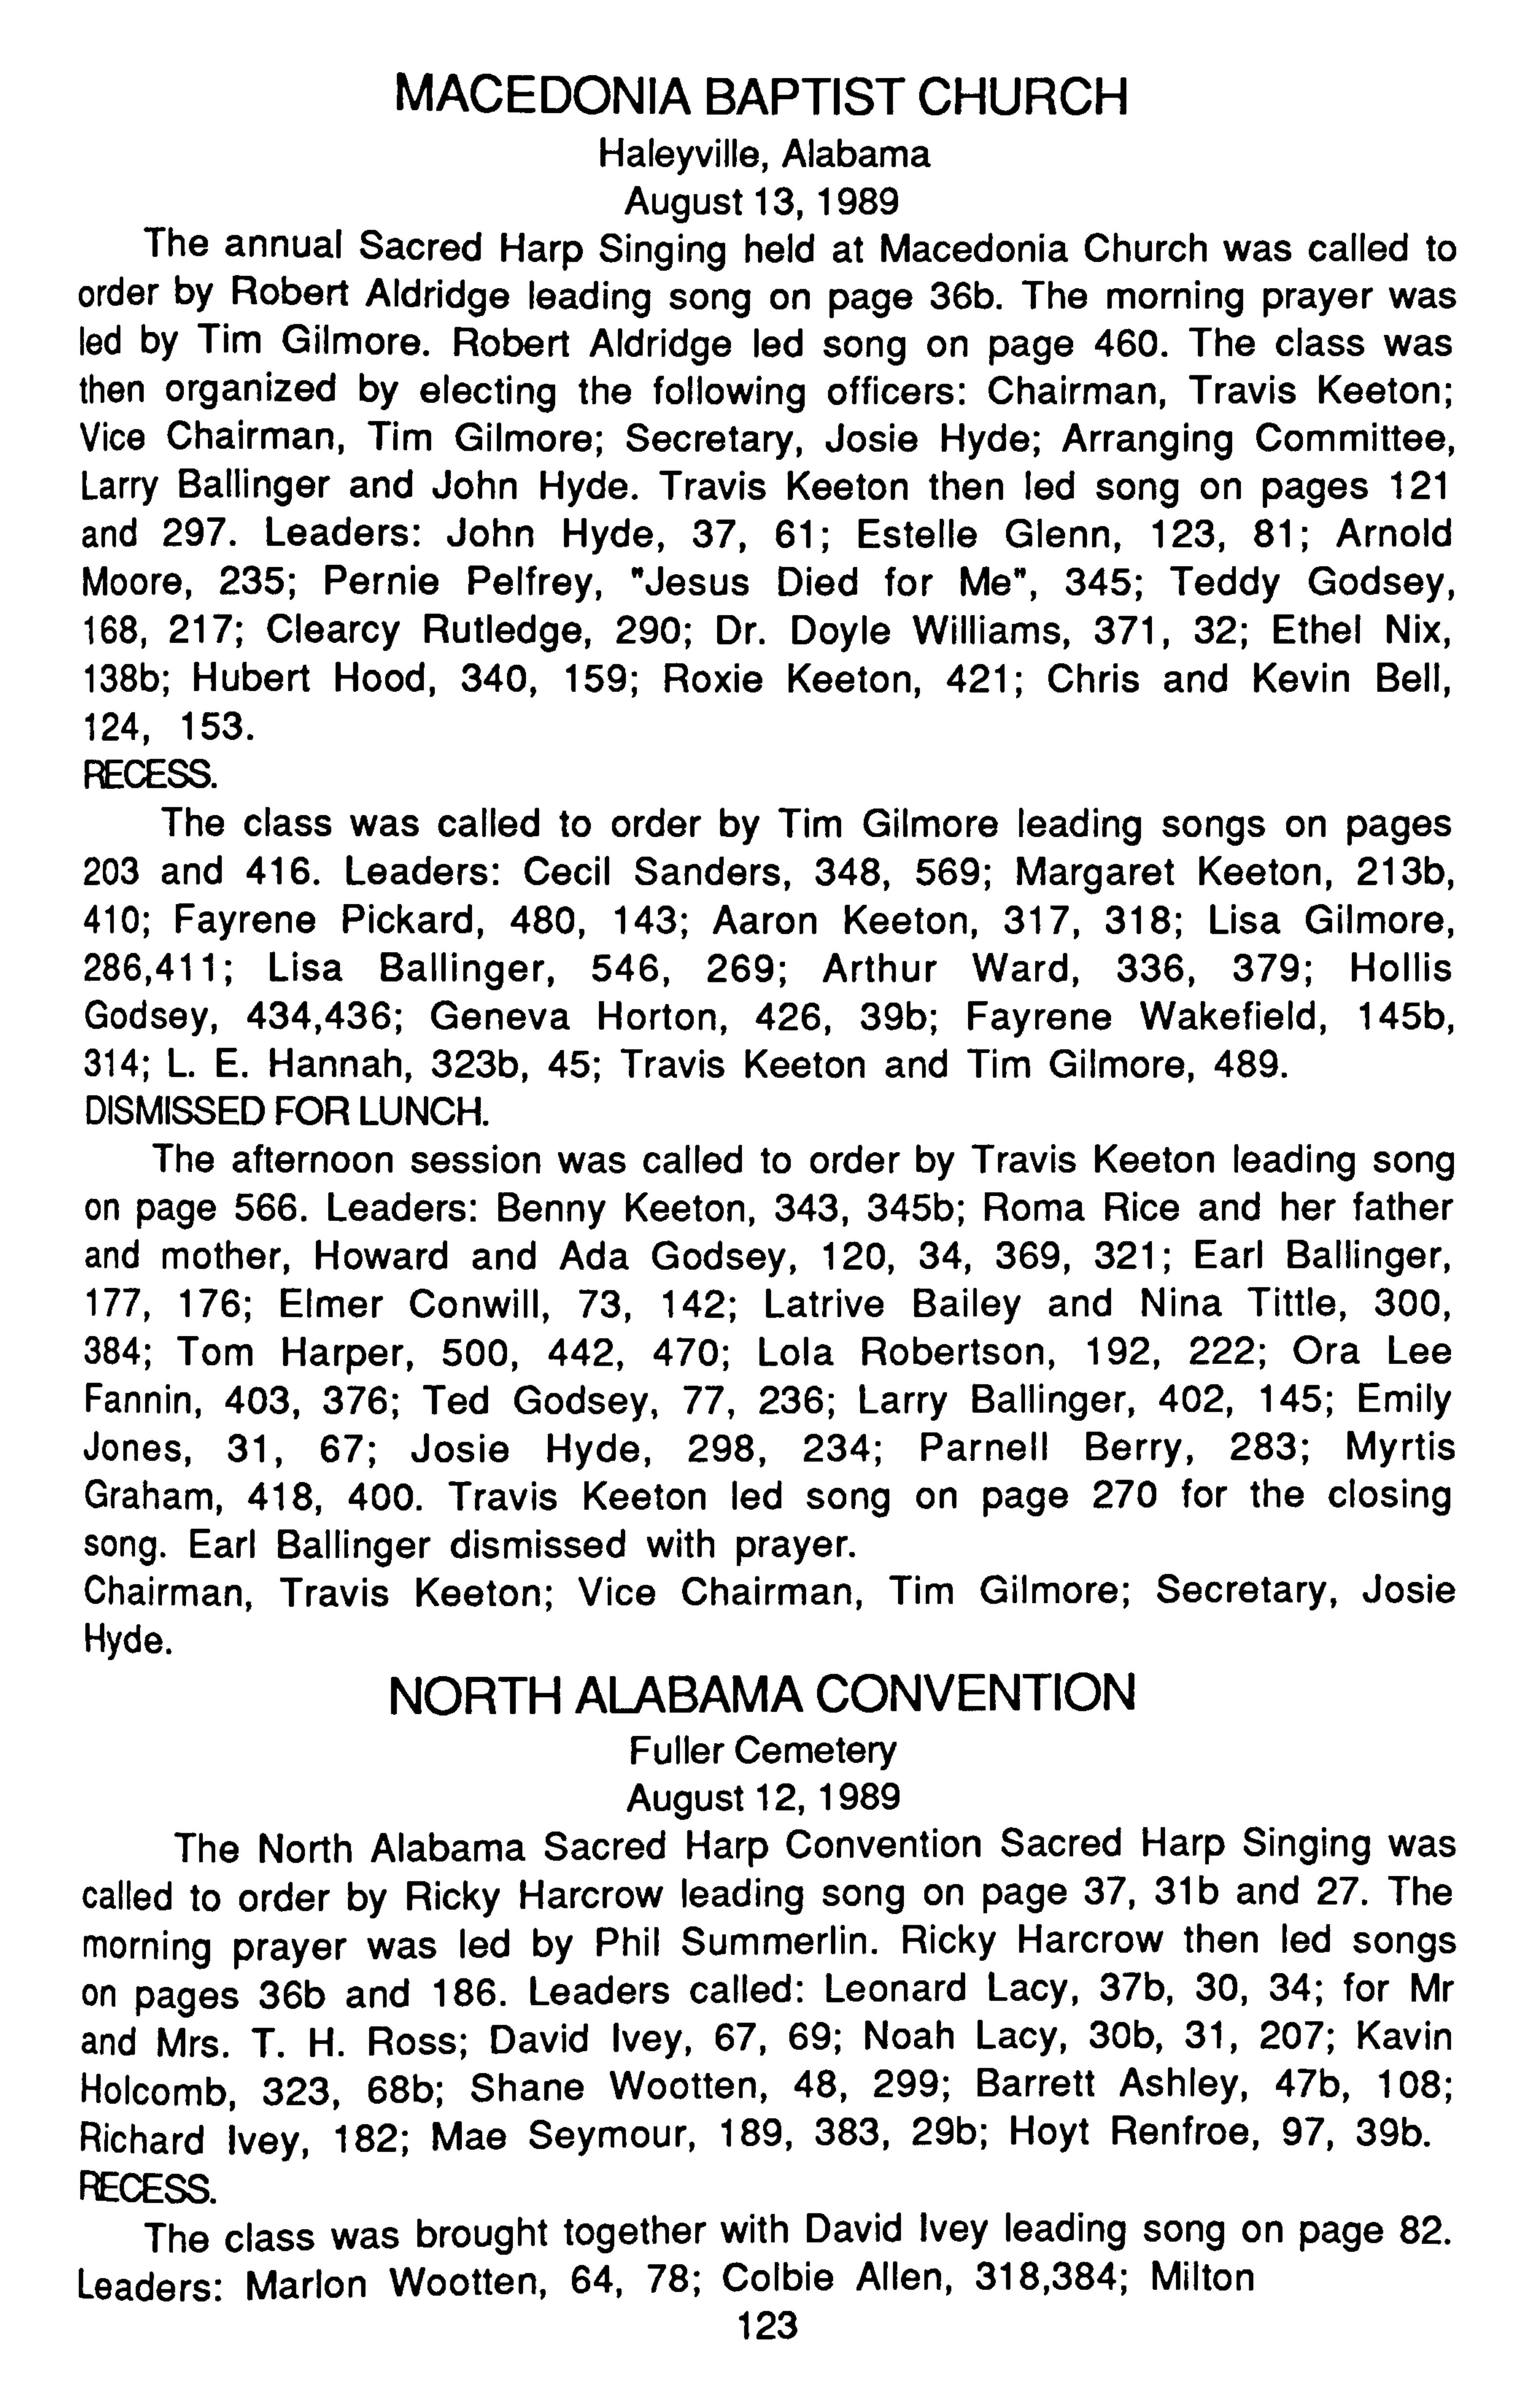 MACEDONIA BAPTIST CHURCH
Haleyville, Alabama
August 13, 1989
The annual Sacred Harp Singing held at Macedonia Church was called to
order by Robert Aldridge leading song on page 36b. The morning prayer was
led by Tim Gilmore. Robert Aldridge led song on page 460. The class was
then organized by electing the following officers: Chairman, Travis Keeton;
Vice Chairman, Tim Gilmore; Secretary, Josie Hyde; Arranging Committee,
Larry Ballinger and John Hyde. Travis Keeton then led song on pages 121
and 297. Leaders: John Hyde, 37, 61; Estelle Glenn, 123, 81; Arnold
Moore, 235; Pernie Pelfrey, "Jesus Died for Me", 345; Teddy Godsey,
168, 217; Clearcy Rutledge, 290; Dr. Doyle Williams, 371, 32; Ethel Nix,
138b; Hubert Hood, 340, 159; Roxie Keeton, 421; Chris and Kevin Bell,
124, 153.
RECESS.
The class was called to order by Tim Gilmore leading songs on pages
203 and 416. Leaders: Cecil Sanders, 348, 569; Margaret Keeton, 213b,
410; Fayrene Pickard, 480, 143; Aaron Keeton, 317, 318; Lisa Gilmore,
286,411; Lisa Ballinger, 546, 269; Arthur Ward, 336, 379; Hollis
Godsey, 434,436; Geneva Horton, 426, 39b; Fayrene Wakefield, 145b,
314; L. E. Hannah, 323b, 45; Travis Keeton and Tim Gilmore, 489.
DISMISSED FOR LUNCH.
The afternoon session was called to order by Travis Keeton leading song
on page 566. Leaders: Benny Keeton, 343, 345b; Roma Rice and her father
and mother, Howard and Ada Godsey, 120, 34, 369, 321; Earl Ballinger,
177, 176; Elmer Conwill, 73, 142; Latrive Bailey and Nina Tittle, 300,
384; Tom Harper, 500, 442, 470; Lola Robertson, 192, 222; Ora Lee
Fannin, 403, 376; Ted Godsey, 77, 236; Larry Ballinger, 402, 145; Emily
Jones, 31, 67; Josie Hyde, 298, 234; Parnell Berry, 283; Myrtis
Graham, 418, 400. Travis Keeton led song on page 270 for the closing
song. Earl Ballinger dismissed with prayer.
Chairman, Travis Keeton; Vice Chairman, Tim Gilmore; Secretary, Josie
Hyde.
NORTH ALABAMA CONVENTION
Fuller Cemetery
August 12, 1989
The North Alabama Sacred Harp Convention Sacred Harp Singing was
called to order by Ricky Harcrow leading song on page 37, 31b and 27. The
morning prayer was led by Phil Summerlin. Ricky Harcrow then led songs
on pages 36b and 186. Leaders called: Leonard Lacy, 37b, 30, 34; for Mr
and Mrs. T. H. Ross; David Ivey, 67, 69; Noah Lacy, 30b, 31, 207; Kavin
Holcomb, 323, 68b; Shane Wootten, 48, 299; Barrett Ashley, 47b, 108;
Richard Ivey, 182; Mae Seymour, 189, 383, 29b; Hoyt Renfroe, 97, 39b.
RECESS.
The class was brought together with David Ivey leading song on page 82.
Leaders: Marlon Wootten, 64, 78; Colbie Allen, 318,384; Milton
123